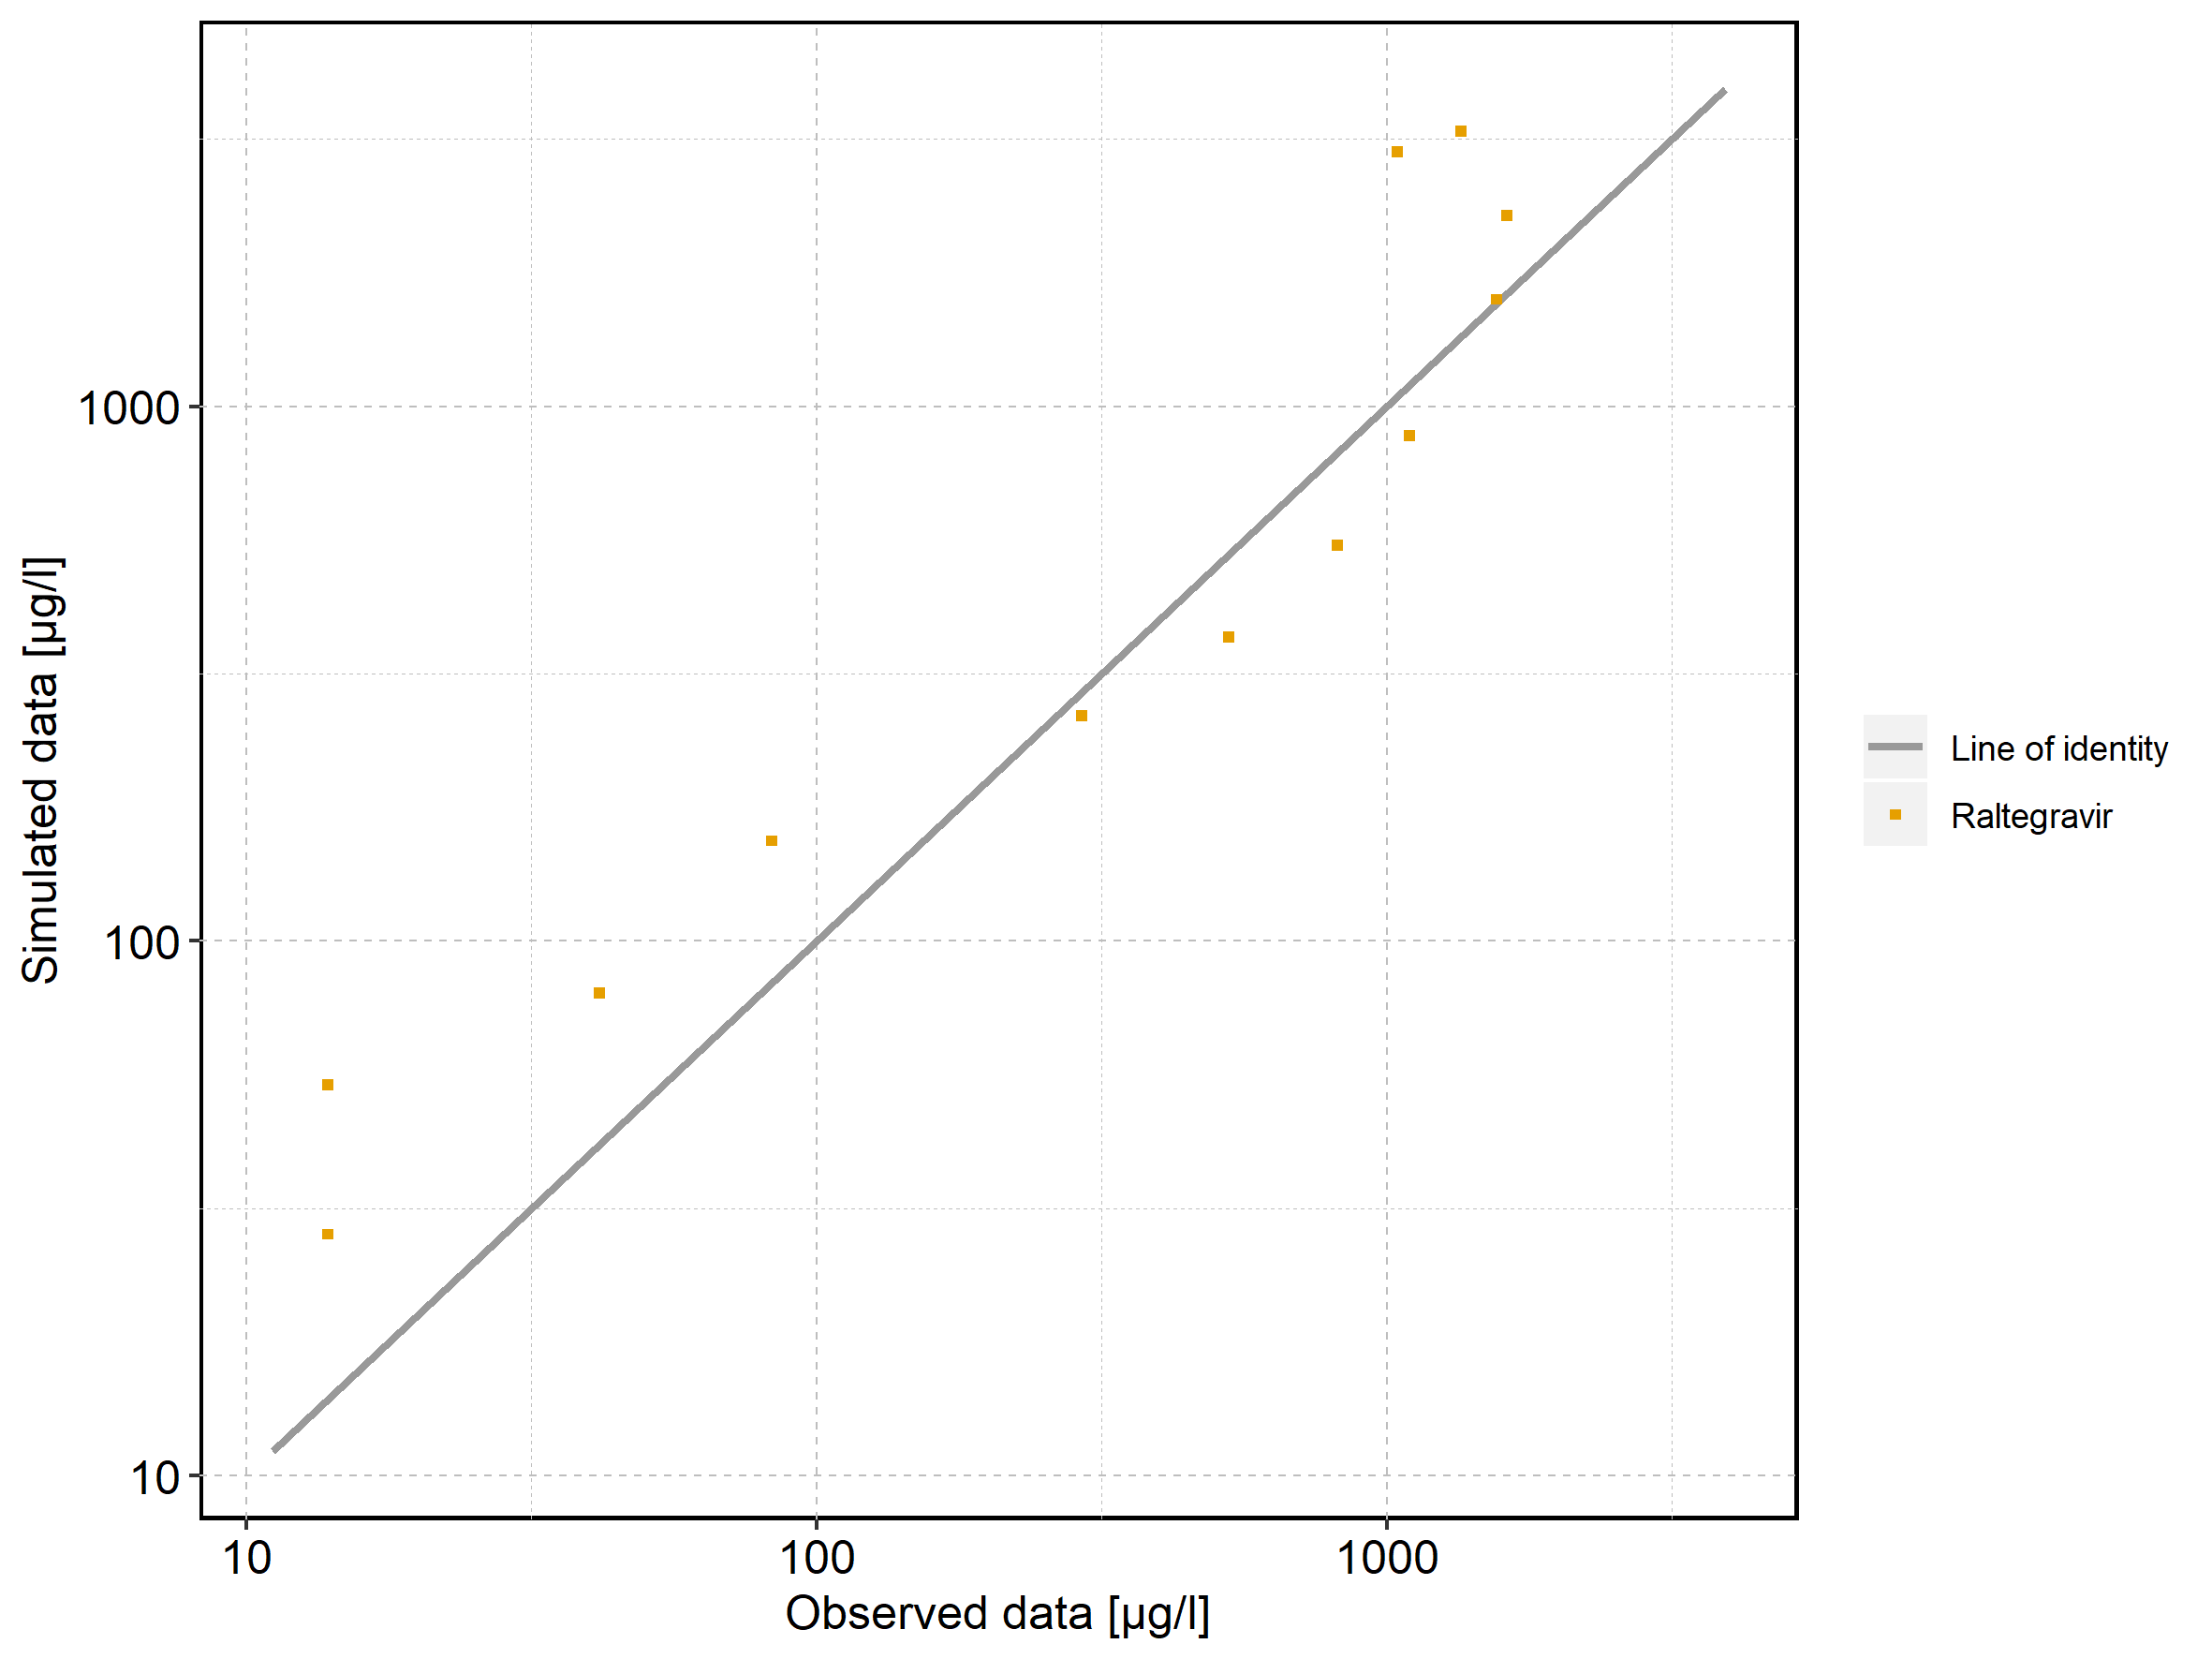 Simulated data [µg/l]
1000
100
10
10 100 1000
Observed data [µg/l]
Line of identity
Raltegravir